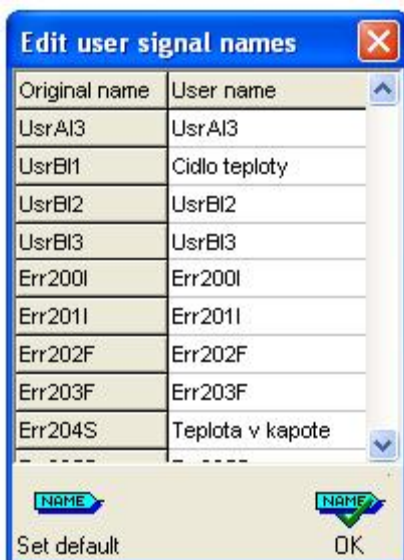 Edit user signal names
Original name User name
UsrAI3 UsrAI3
UsrBI1 Cidlo teploty
UsrBI2 UsrBI2
UsrBI3 UsrBI3
Err200I Err200I
Err201I Err201I
Err202F Err202F
Err203F Err203F
Err204S Teplota v kapote
NAME NAME
Set default OK